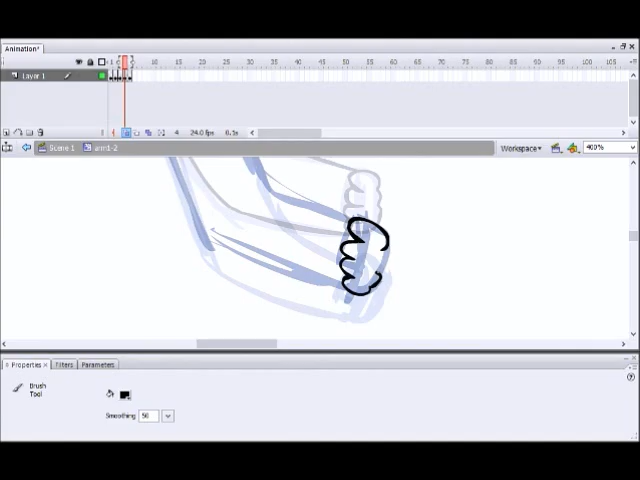 Animation*
1 5 10 15 20 25 30 35 40 45 50 55 60 65 70 75 80 85 90 95 100 105
Layer 1
4 24.0 fps 0.1s
Scene 1 arm1-2 Workspace 400%
Properties x Filters Parameters
Brush
Tool
Smoothing 50